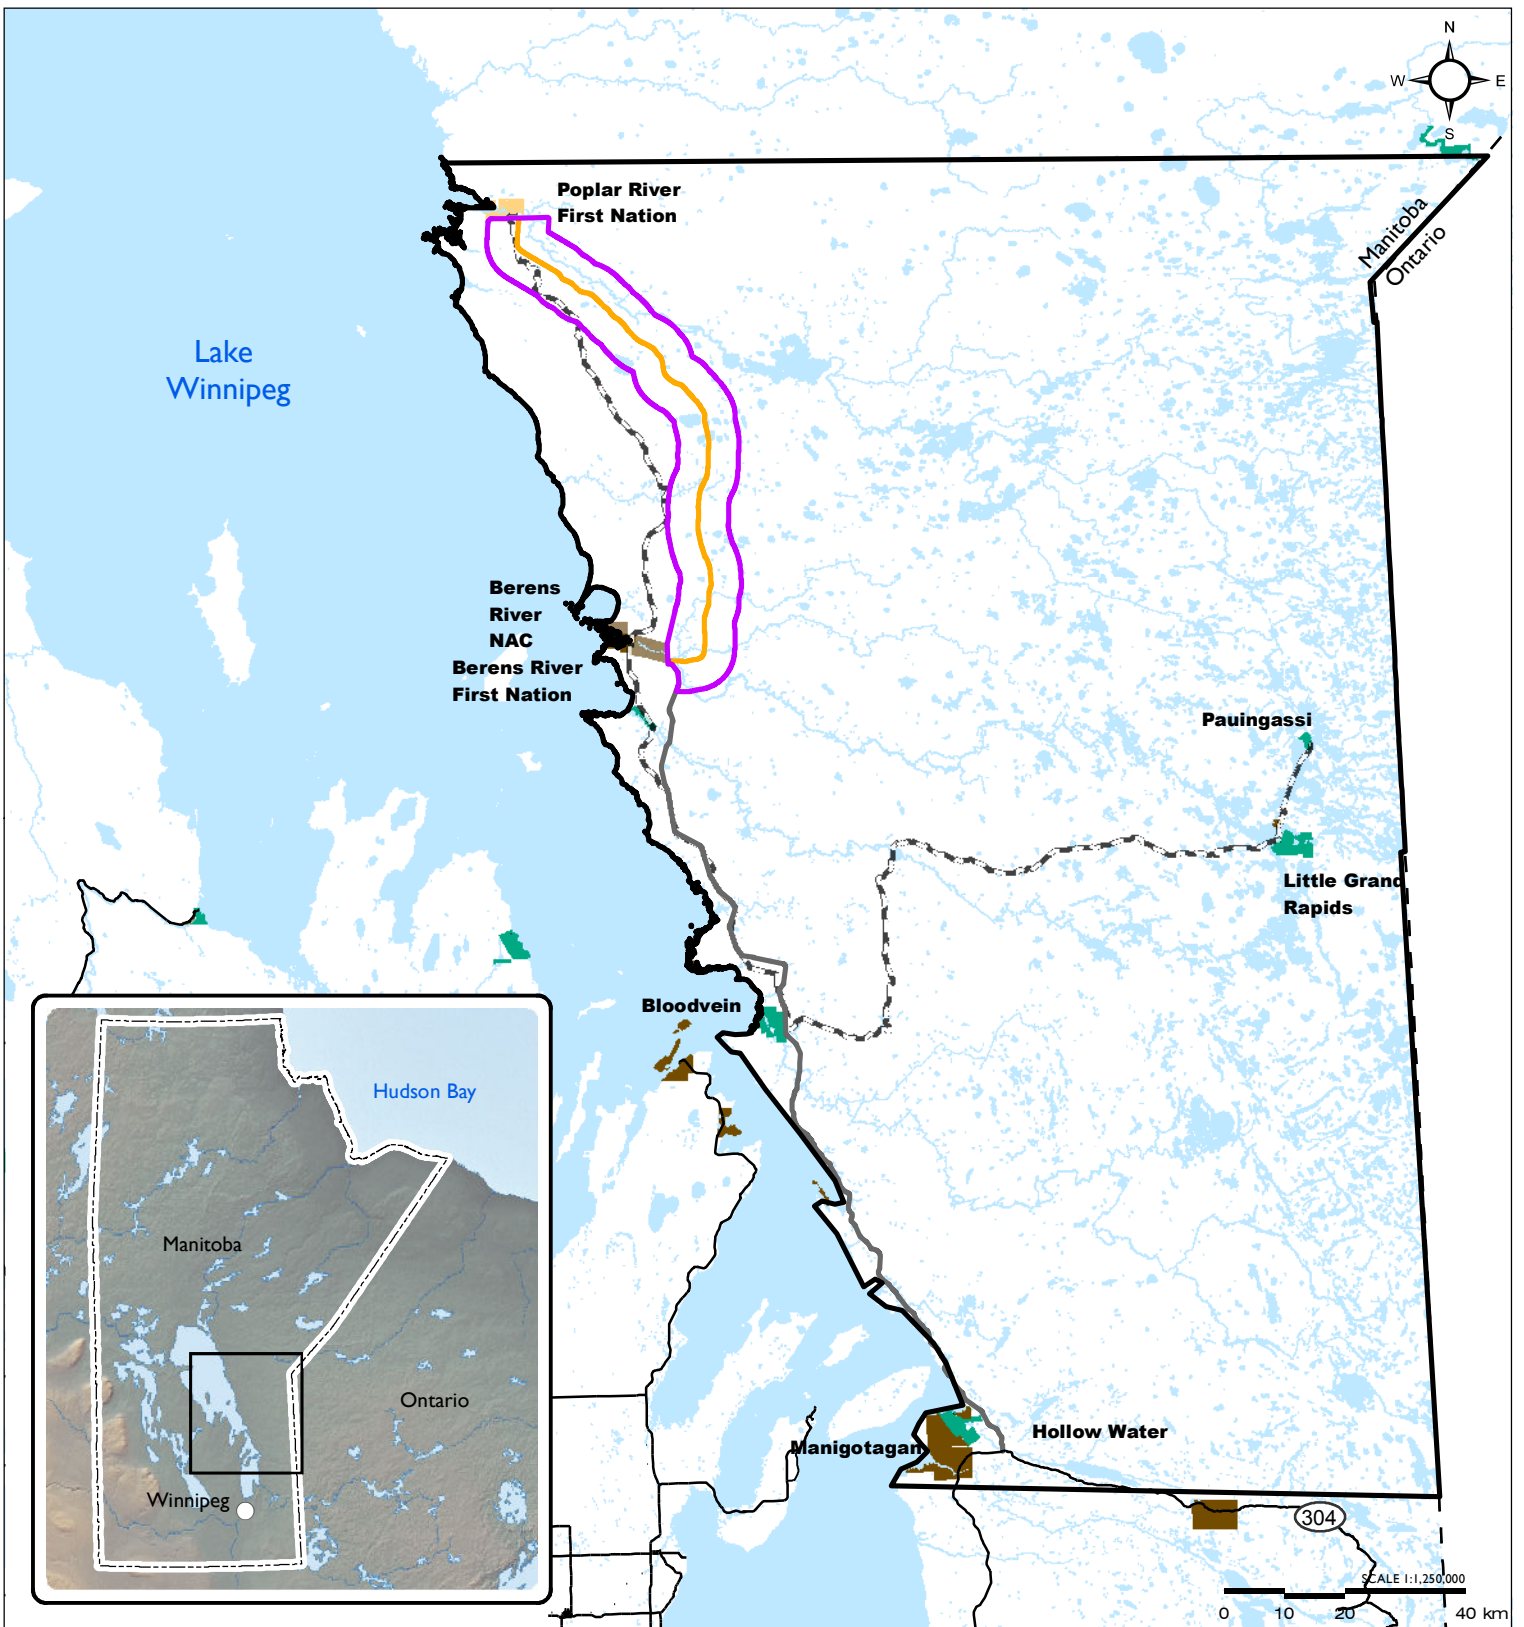 N
W
E
S
Poplar River
First Nation
Manitoba
Ontario
Lake
Winnipeg
Berens
River
NAC
Berens River
First Nation
Pauingassi
Little Grand
Rapids
Bloodvein
Hudson Bay
Manitoba
Ontario
Winnipeg
Hollow Water
Manigotagan
304
SCALE 1:1,250,000
0 10 20 40 km